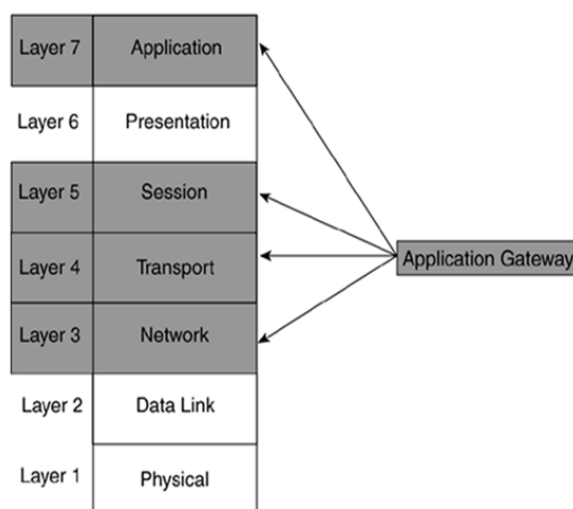 Layer 7 Application
Layer 6 Presentation
Layer 5 Session
Layer 4 Transport
Layer 3 Network
Layer 2 Data Link
Layer 1 Physical
Application Gateway